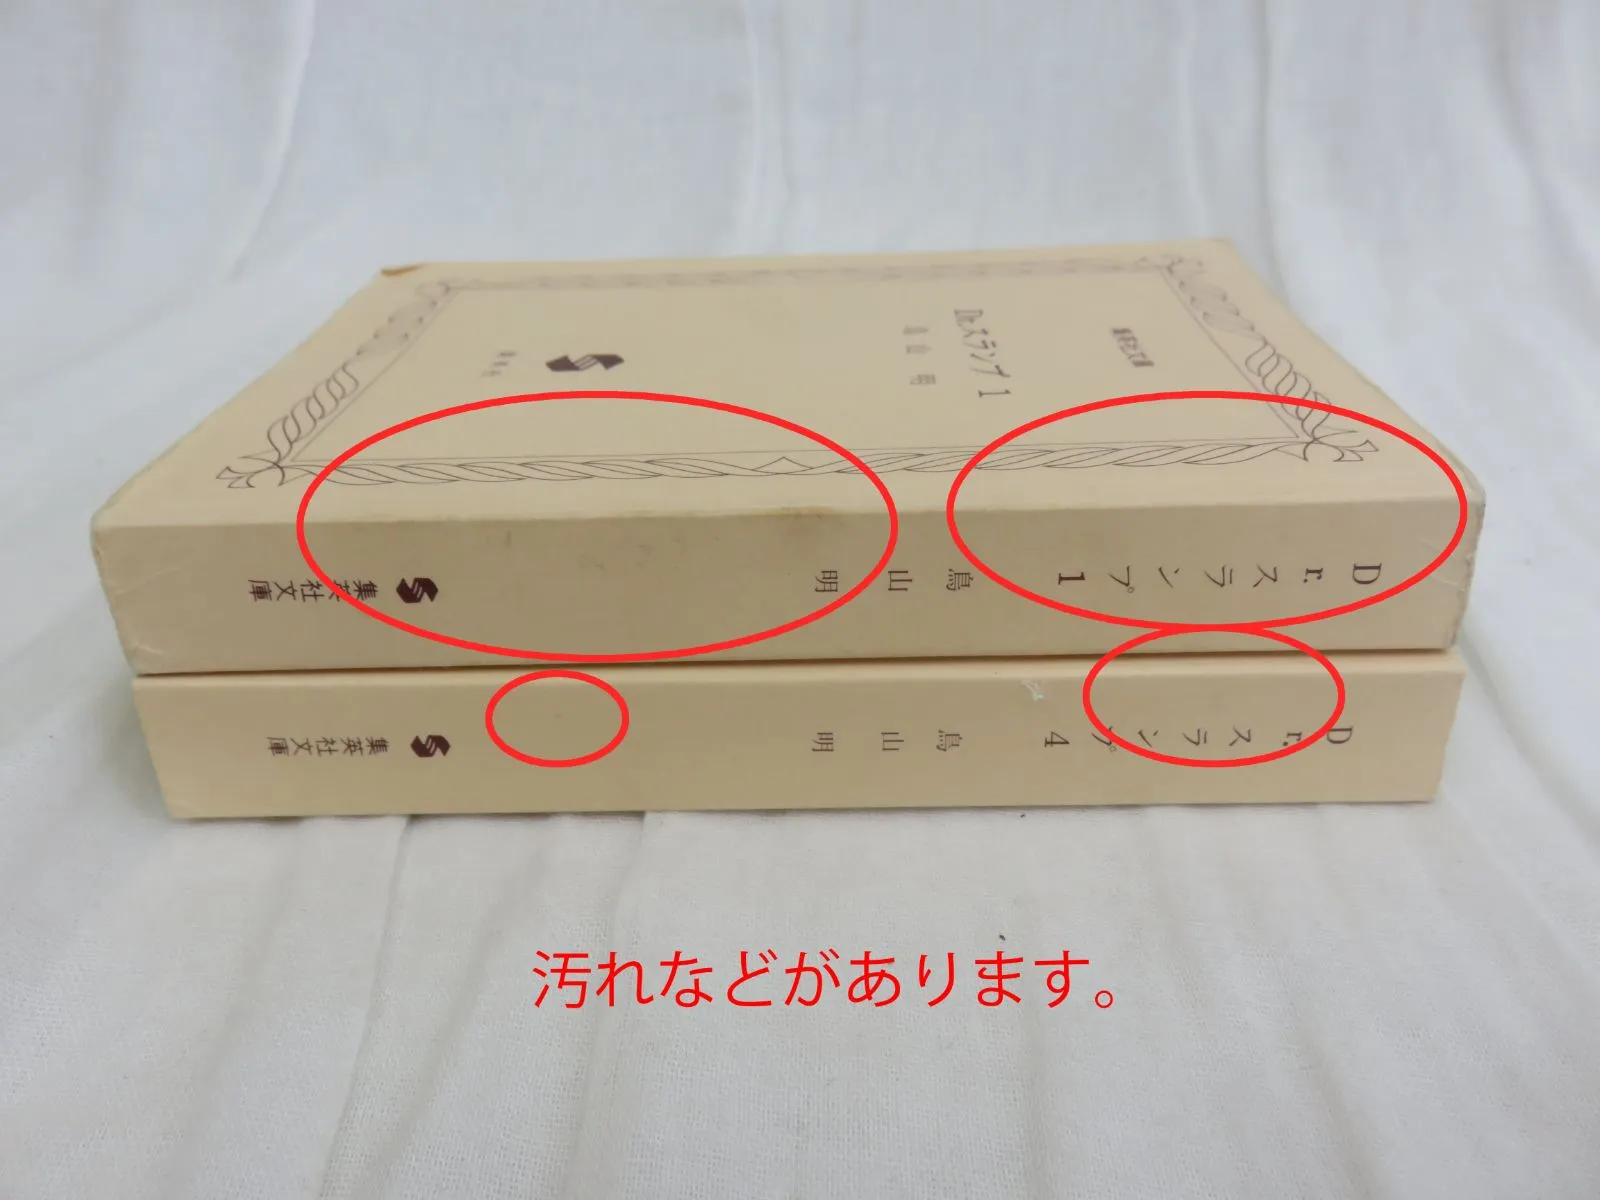 集英社文庫
Dr.スランプ 1
鳥山 明
集英社
Dr.スランプ 1 鳥山明 集英社文庫
Dr.スランプ 4 鳥山明 集英社文庫
汚れなどがあります。